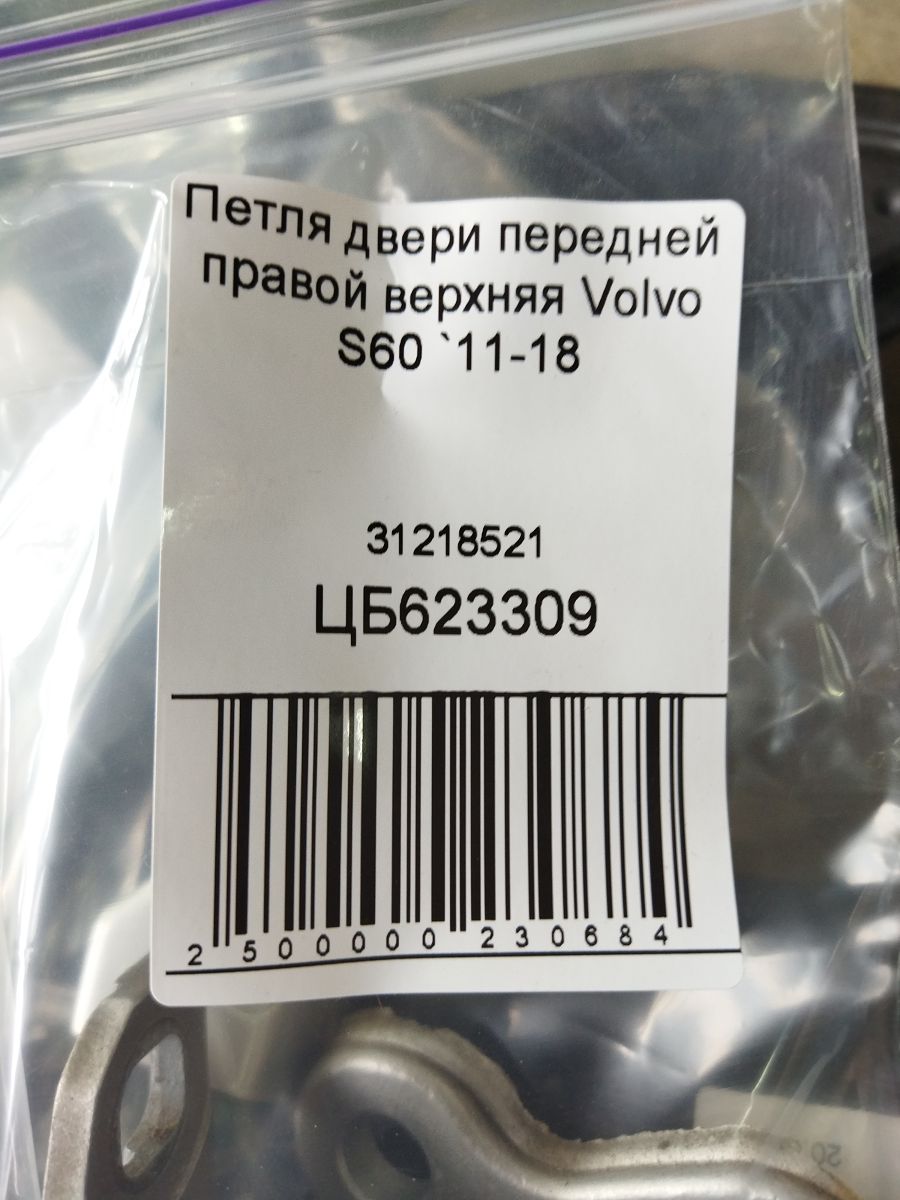 Петля двери передней
правой верхняя Volvo
S60 `11-18
31218521
ЦБ623309
2 500000 230684